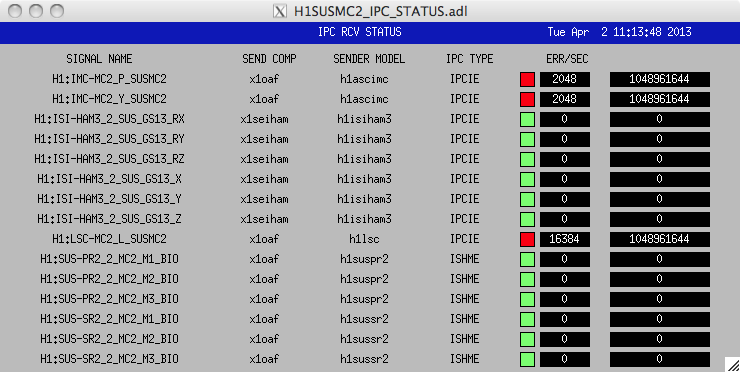 H1SUSMC2_IPC_STATUS.adl
IPC RCV STATUS Tue Apr 2 11:13:48 2013
SIGNAL NAME SEND COMP SENDER MODEL IPC TYPE ERR/SEC
H1:IMC-MC2_P_SUSMC2 x1oaf h1ascimc IPCIE 2048 1048961644
H1:IMC-MC2_Y_SUSMC2 x1oaf h1ascimc IPCIE 2048 1048961644
H1:ISI-HAM3_2_SUS_GS13_RX x1seiham h1isiham3 IPCIE 0 0
H1:ISI-HAM3_2_SUS_GS13_RY x1seiham h1isiham3 IPCIE 0 0
H1:ISI-HAM3_2_SUS_GS13_RZ x1seiham h1isiham3 IPCIE 0 0
H1:ISI-HAM3_2_SUS_GS13_X x1seiham h1isiham3 IPCIE 0 0
H1:ISI-HAM3_2_SUS_GS13_Y x1seiham h1isiham3 IPCIE 0 0
H1:ISI-HAM3_2_SUS_GS13_Z x1seiham h1isiham3 IPCIE 0 0
H1:LSC-MC2_L_SUSMC2 x1oaf h1lsc IPCIE 16384 1048961644
H1:SUS-PR2_2_MC2_M1_BIO x1oaf h1suspr2 ISHME 0 0
H1:SUS-PR2_2_MC2_M2_BIO x1oaf h1suspr2 ISHME 0 0
H1:SUS-PR2_2_MC2_M3_BIO x1oaf h1suspr2 ISHME 0 0
H1:SUS-SR2_2_MC2_M1_BIO x1oaf h1sussr2 ISHME 0 0
H1:SUS-SR2_2_MC2_M2_BIO x1oaf h1sussr2 ISHME 0 0
H1:SUS-SR2_2_MC2_M3_BIO x1oaf h1sussr2 ISHME 0 0